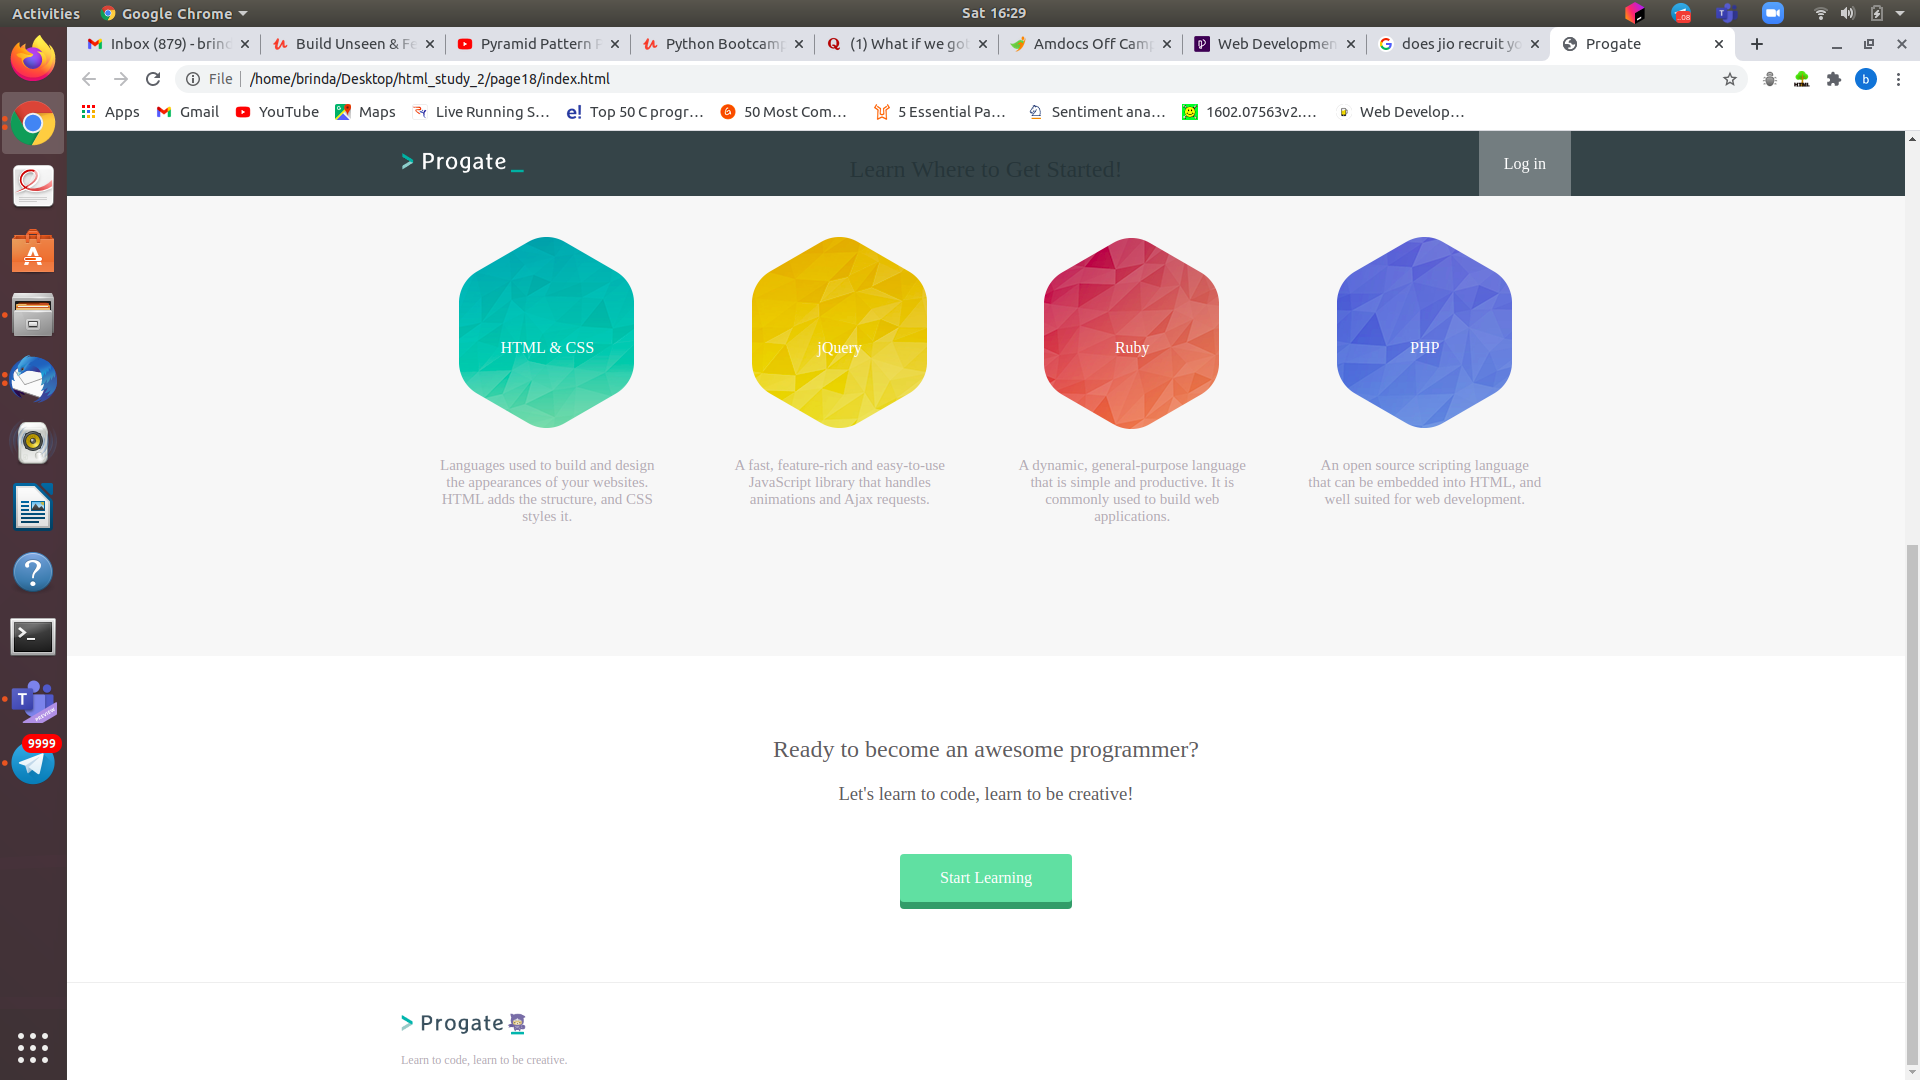 Activities
Google Chrome
Sat 16:29
Inbox (879) - brind
Build Unseen & Fe
Pyramid Pattern P
Python Bootcamp
(1) What if we got
Amdocs Off Camp
Web Developmen
does jio recruit yo
Progate
File
/home/brinda/Desktop/html_study_2/page18/index.html
b
Apps
Gmail
YouTube
Maps
Live Running S...
Top 50 C progr...
50 Most Com...
5 Essential Pa...
Sentiment ana...
1602.07563v2....
Web Develop...
> Progate _
Learn Where to Get Started!
Log in
HTML & CSS
jQuery
Ruby
PHP
Languages used to build and design
the appearances of your websites.
HTML adds the structure, and CSS
styles it.
A fast, feature-rich and easy-to-use
JavaScript library that handles
animations and Ajax requests.
A dynamic, general-purpose language
that is simple and productive. It is
commonly used to build web
applications.
An open source scripting language
that can be embedded into HTML, and
well suited for web development.
9999
Ready to become an awesome programmer?
Let's learn to code, learn to be creative!
Start Learning
> Progate
Learn to code, learn to be creative.